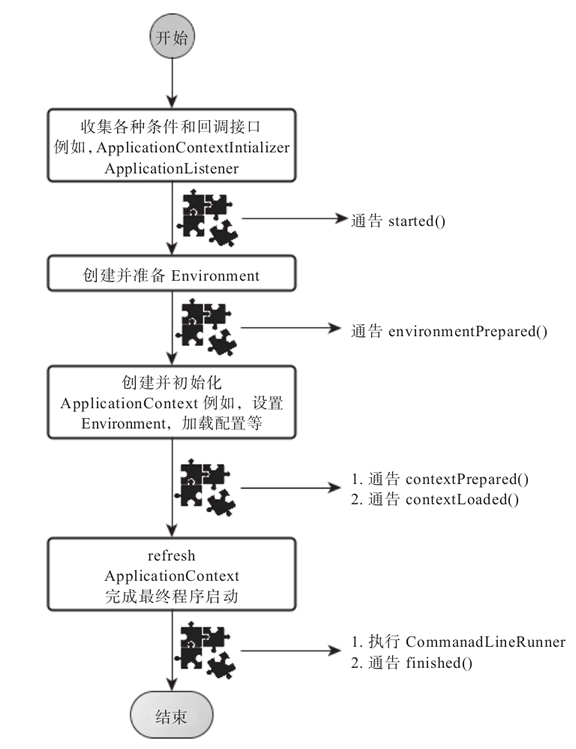 开始
收集各种条件和回调接口
例如，ApplicationContextIntializer
ApplicationListener
通告 started()
创建并准备 Environment
通告 environmentPrepared()
创建并初始化
ApplicationContext 例如，设置
Environment，加载配置等
1. 通告 contextPrepared()
2. 通告 contextLoaded()
refresh
ApplicationContext
完成最终程序启动
1. 执行 CommanadLineRunner
2. 通告 finished()
结束